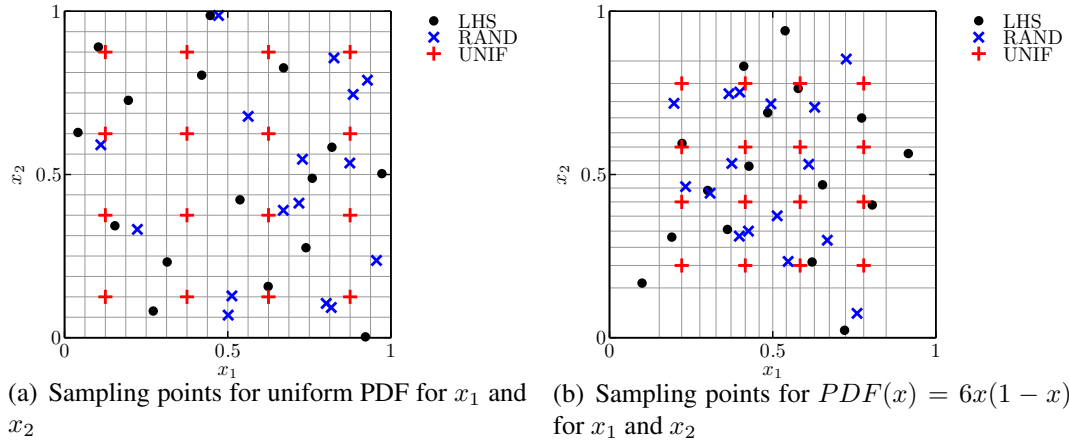 1
0.5
0
0
0.5
1
x₂
x₁
LHS
RAND
UNIF
(a) Sampling points for uniform PDF for x₁ and
x₂
1
0.5
0
0
0.5
1
x₂
x₁
LHS
RAND
UNIF
(b) Sampling points for PDF(x) = 6x(1 − x)
for x₁ and x₂